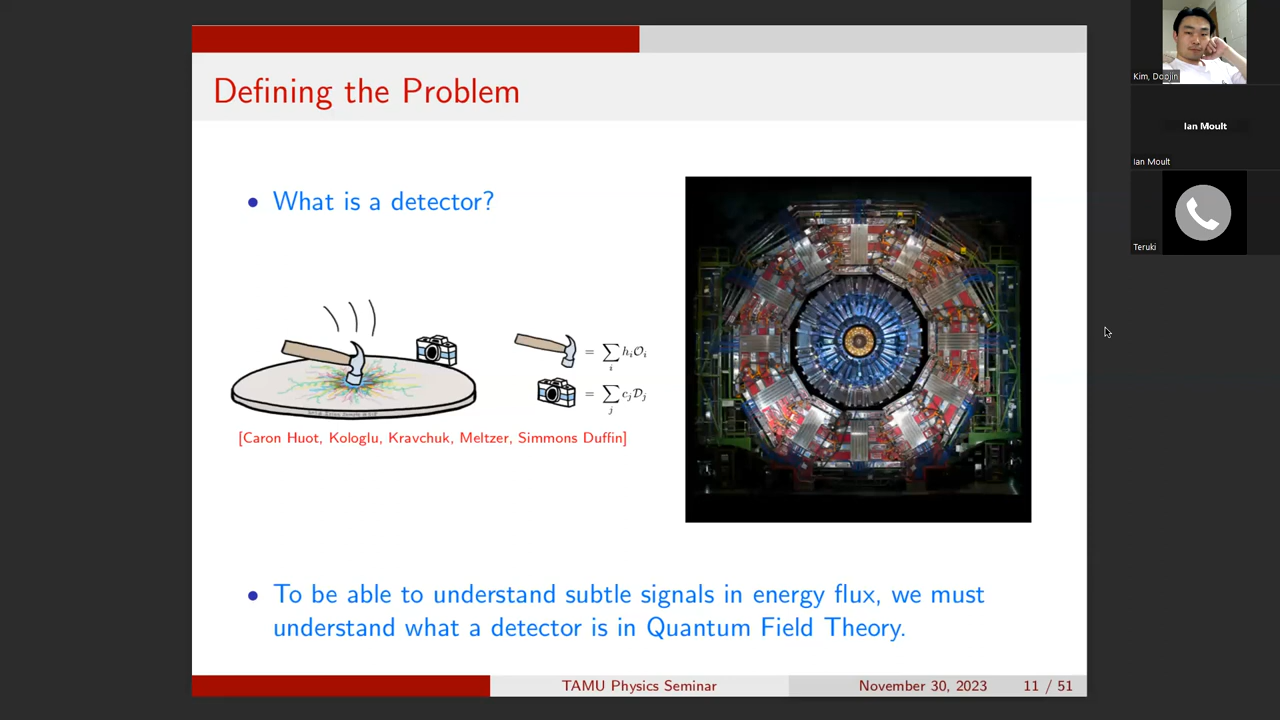 Defining the Problem
• What is a detector?
= ∑ᵢ hᵢ𝒪ᵢ
= ∑ⱼ cⱼ𝒟ⱼ
[Caron Huot, Kologlu, Kravchuk, Meltzer, Simmons Duffin]
• To be able to understand subtle signals in energy flux, we must
understand what a detector is in Quantum Field Theory.
TAMU Physics Seminar
November 30, 2023
11 / 51
Kim, Doojin
Ian Moult
Ian Moult
Teruki